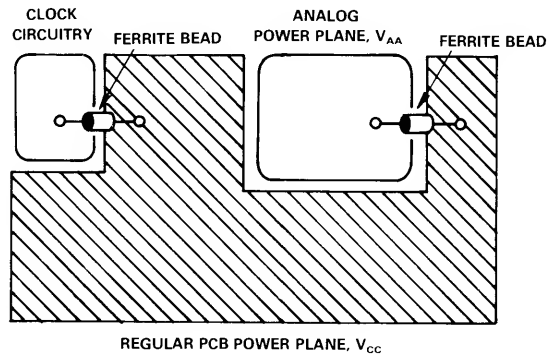 CLOCK
CIRCUITRY
FERRITE BEAD
ANALOG
POWER PLANE, VAA
FERRITE BEAD
REGULAR PCB POWER PLANE, VCC